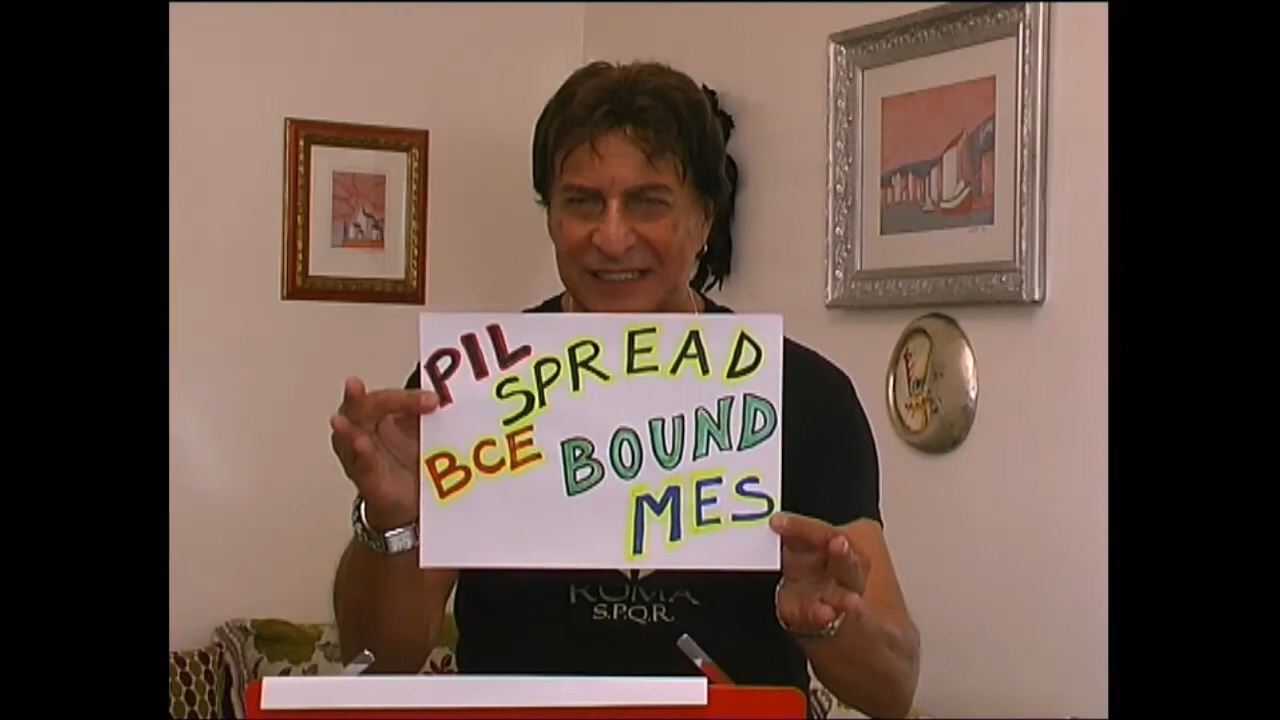 PIL SPREAD
BCE BOUND
MES
ROMA
S.P.Q.R.